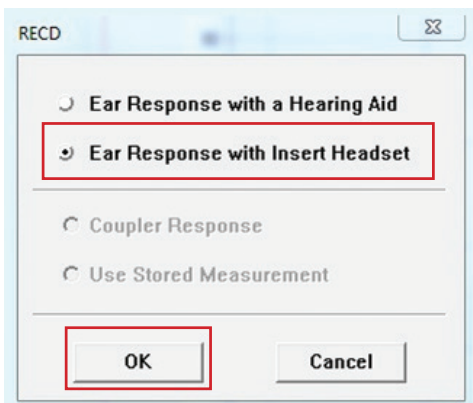 RECD
Ear Response with a Hearing Aid
Ear Response with Insert Headset
Coupler Response
Use Stored Measurement
OK Cancel